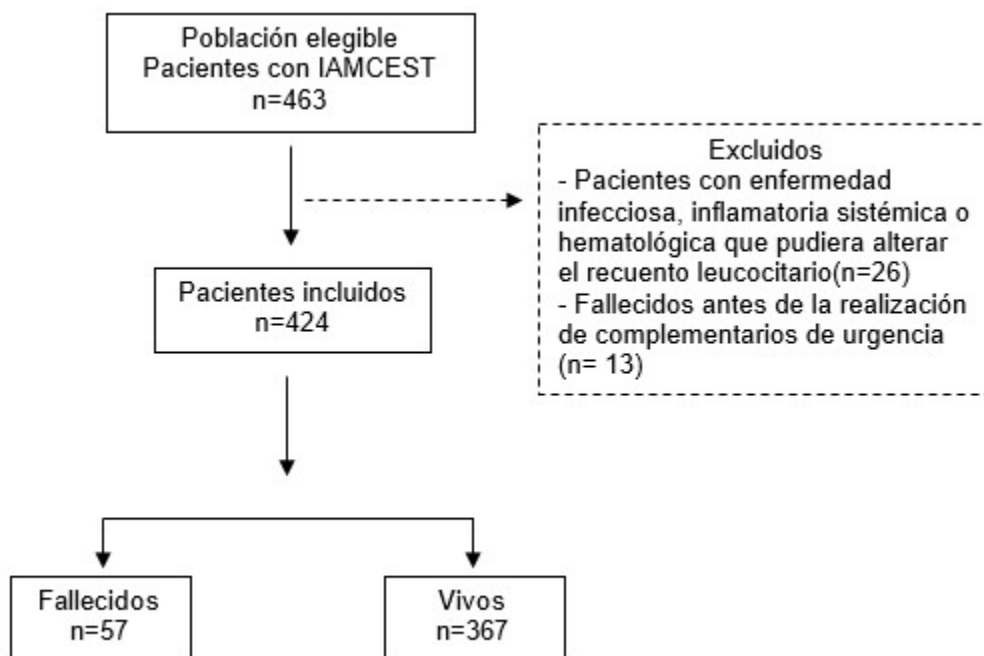 Población elegible
Pacientes con IAMCEST
n=463
Excluidos
- Pacientes con enfermedad
infecciosa, inflamatoria sistémica o
hematológica que pudiera alterar
el recuento leucocitario(n=26)
- Fallecidos antes de la realización
de complementarios de urgencia
(n= 13)
Pacientes incluidos
n=424
Fallecidos
n=57
Vivos
n=367